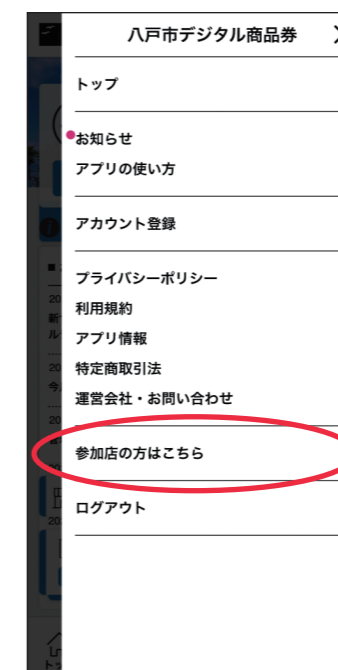 八戸市デジタル商品券
トップ
お知らせ
アプリの使い方
アカウント登録
プライバシーポリシー
利用規約
アプリ情報
特定商取引法
運営会社・お問い合わせ
参加店の方はこちら
ログアウト